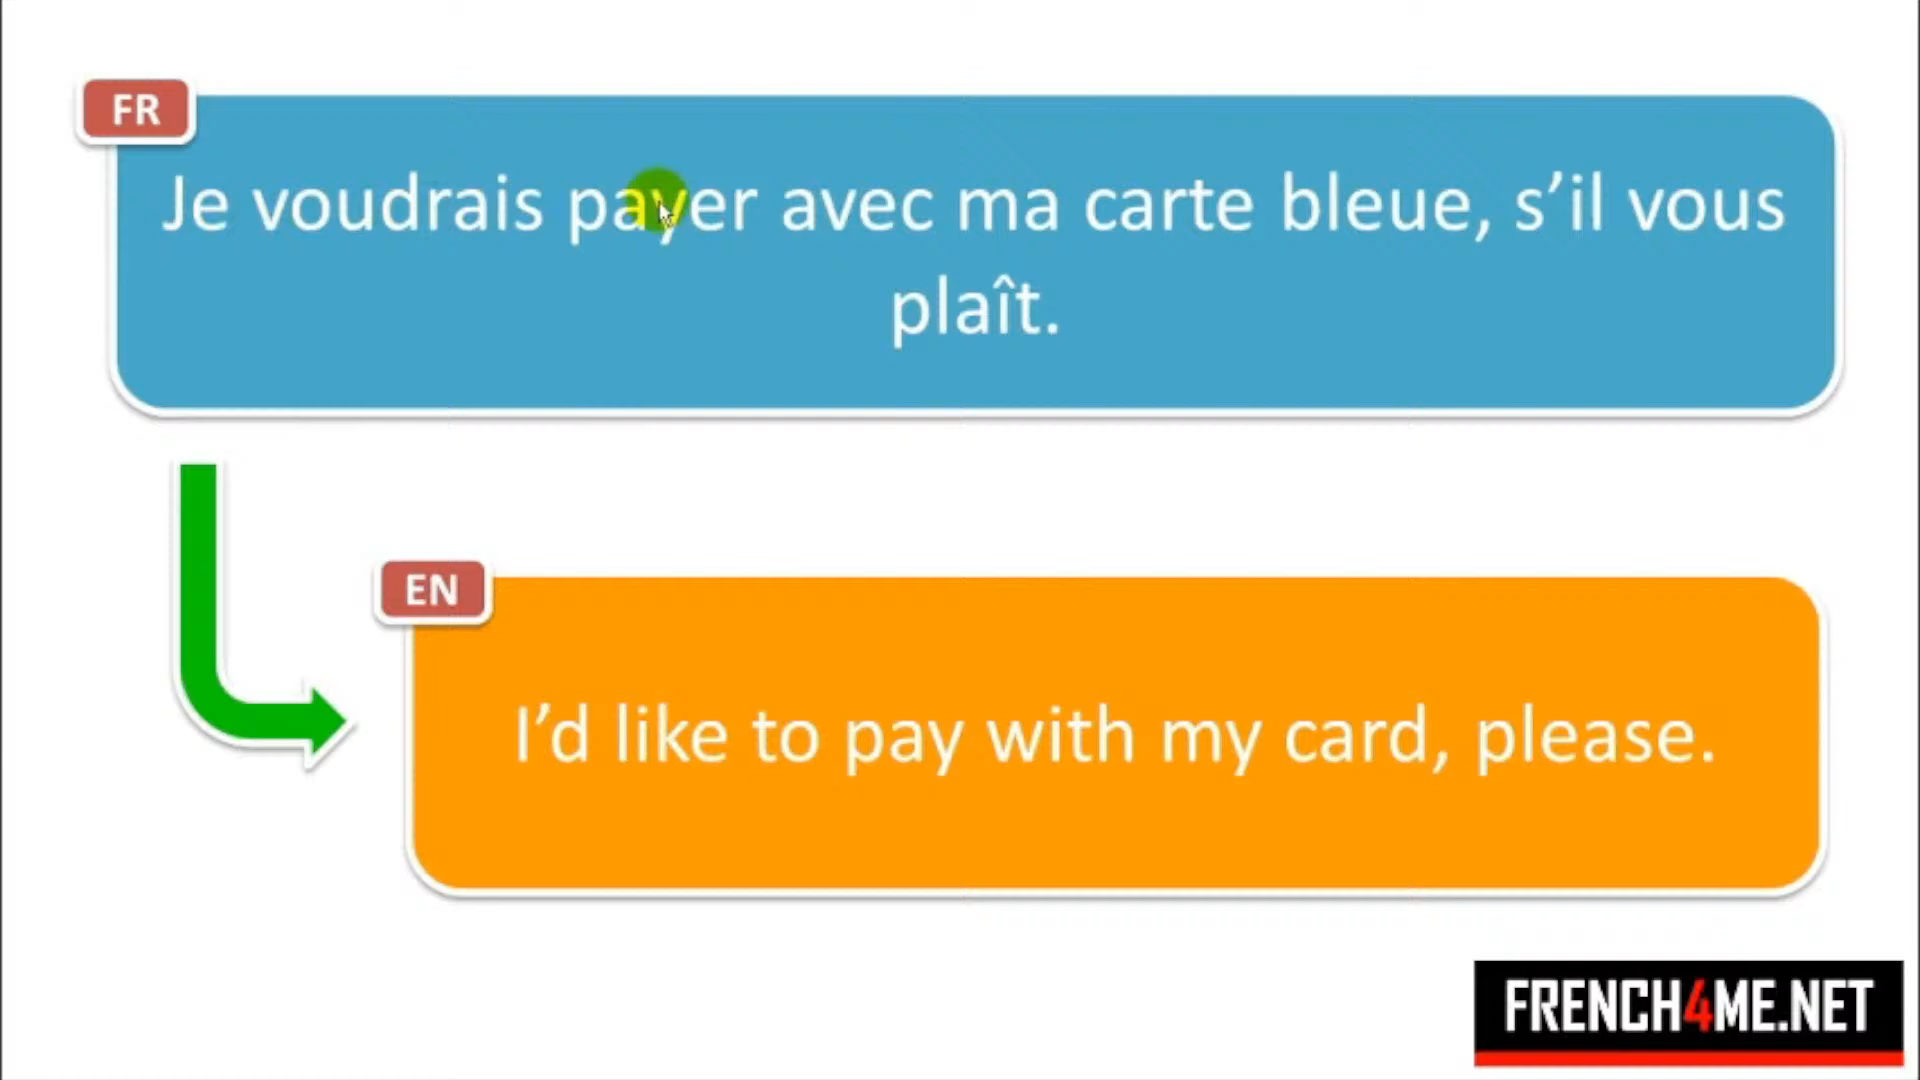 FR
Je voudrais payer avec ma carte bleue, s’il vous
plaît.
EN
I’d like to pay with my card, please.
FRENCH4ME.NET